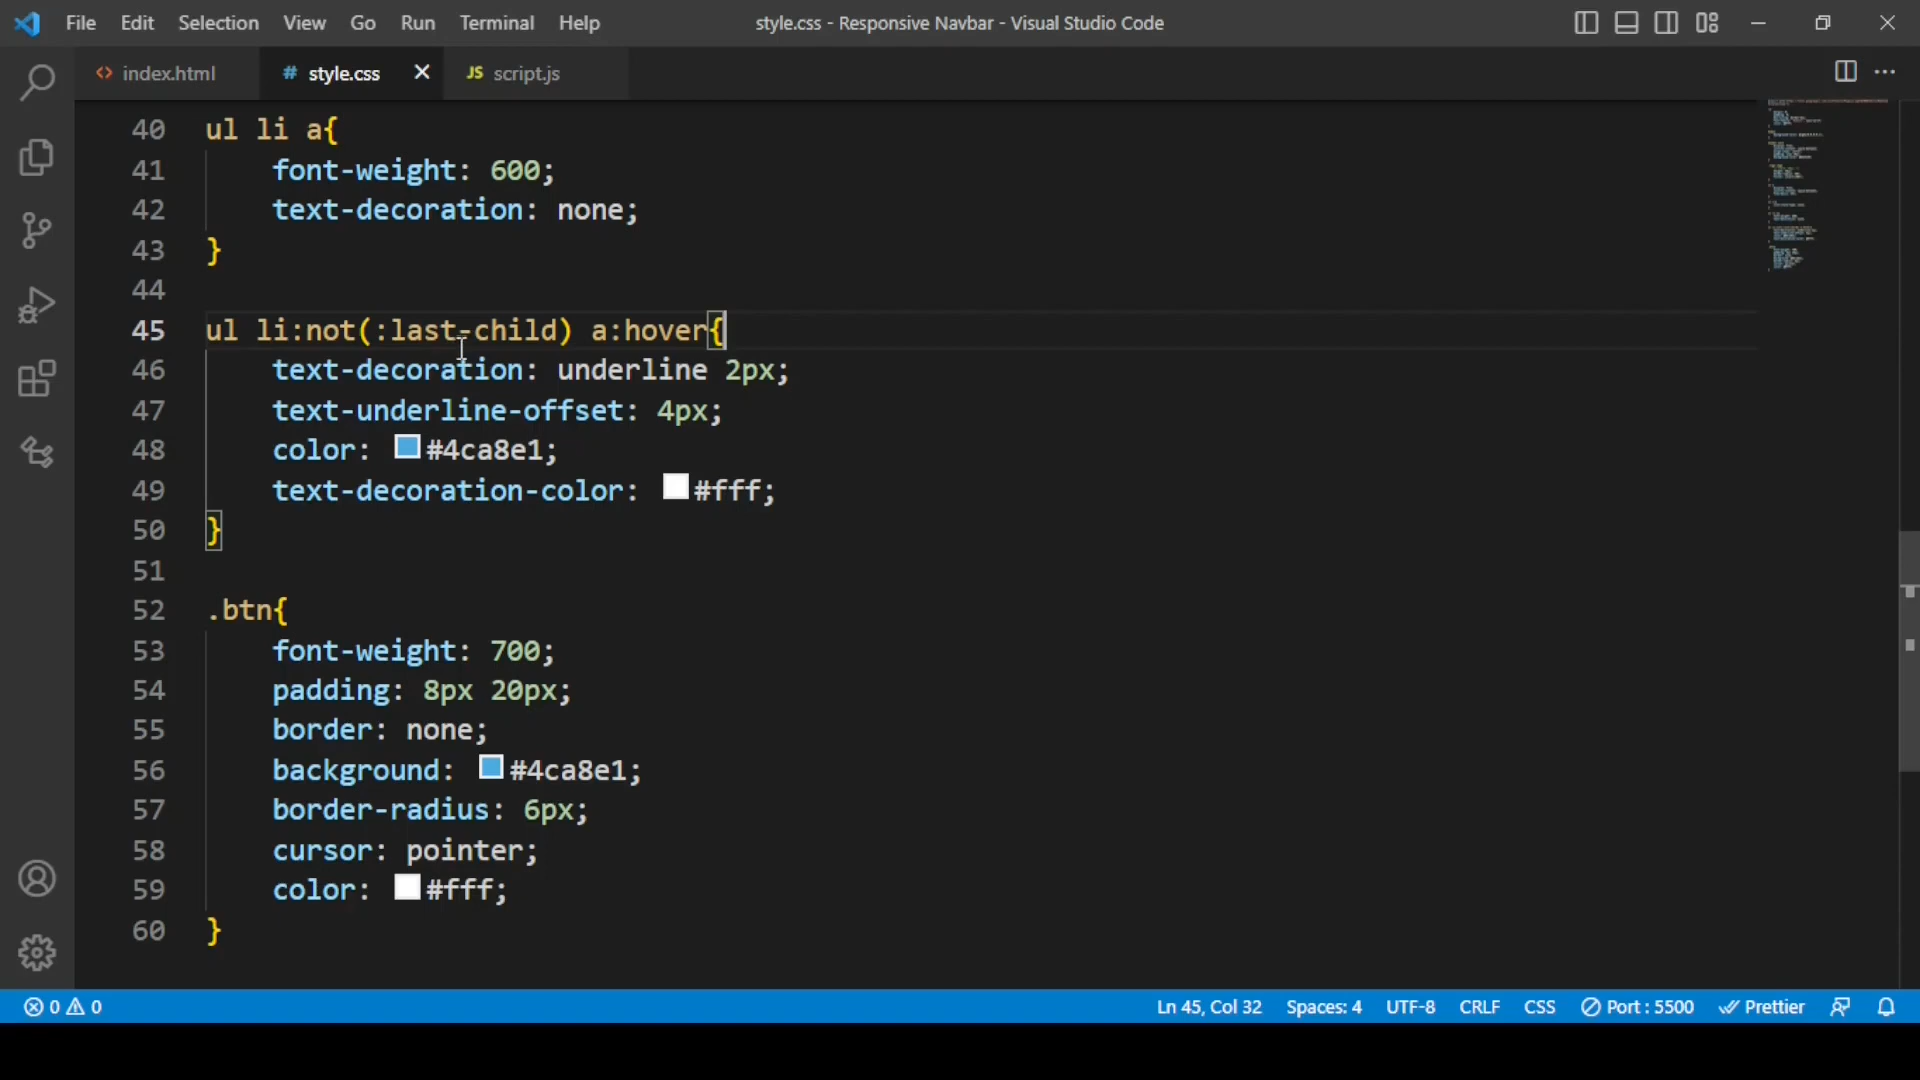 File Edit Selection View Go Run Terminal Help style.css - Responsive Navbar - Visual Studio Code
<> index.html # style.css × JS script.js
40 ul li a{
41 font-weight: 600;
42 text-decoration: none;
43 }
44
45 ul li:not(:last-child) a:hover{
46 text-decoration: underline 2px;
47 text-underline-offset: 4px;
48 color: #4ca8e1;
49 text-decoration-color: #fff;
50 }
51
52 .btn{
53 font-weight: 700;
54 padding: 8px 20px;
55 border: none;
56 background: #4ca8e1;
57 border-radius: 6px;
58 cursor: pointer;
59 color: #fff;
60 }
0 0 Ln 45, Col 32 Spaces: 4 UTF-8 CRLF CSS Port : 5500 Prettier